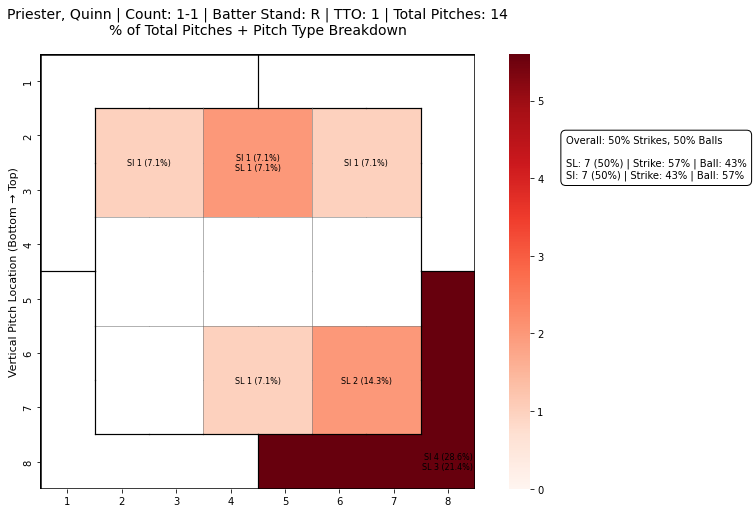 Priester, Quinn | Count: 1-1 | Batter Stand: R | TTO: 1 | Total Pitches: 14
% of Total Pitches + Pitch Type Breakdown
Vertical Pitch Location (Bottom → Top)
1
2
3
4
5
6
7
8
SI 1 (7.1%)
SI 1 (7.1%)
SL 1 (7.1%)
SI 1 (7.1%)
SL 1 (7.1%)
SL 2 (14.3%)
SI 4 (28.6%)
SL 3 (21.4%)
1
2
3
4
5
6
7
8
5
4
3
2
1
0
Overall: 50% Strikes, 50% Balls
SL: 7 (50%) | Strike: 57% | Ball: 43%
SI: 7 (50%) | Strike: 43% | Ball: 57%